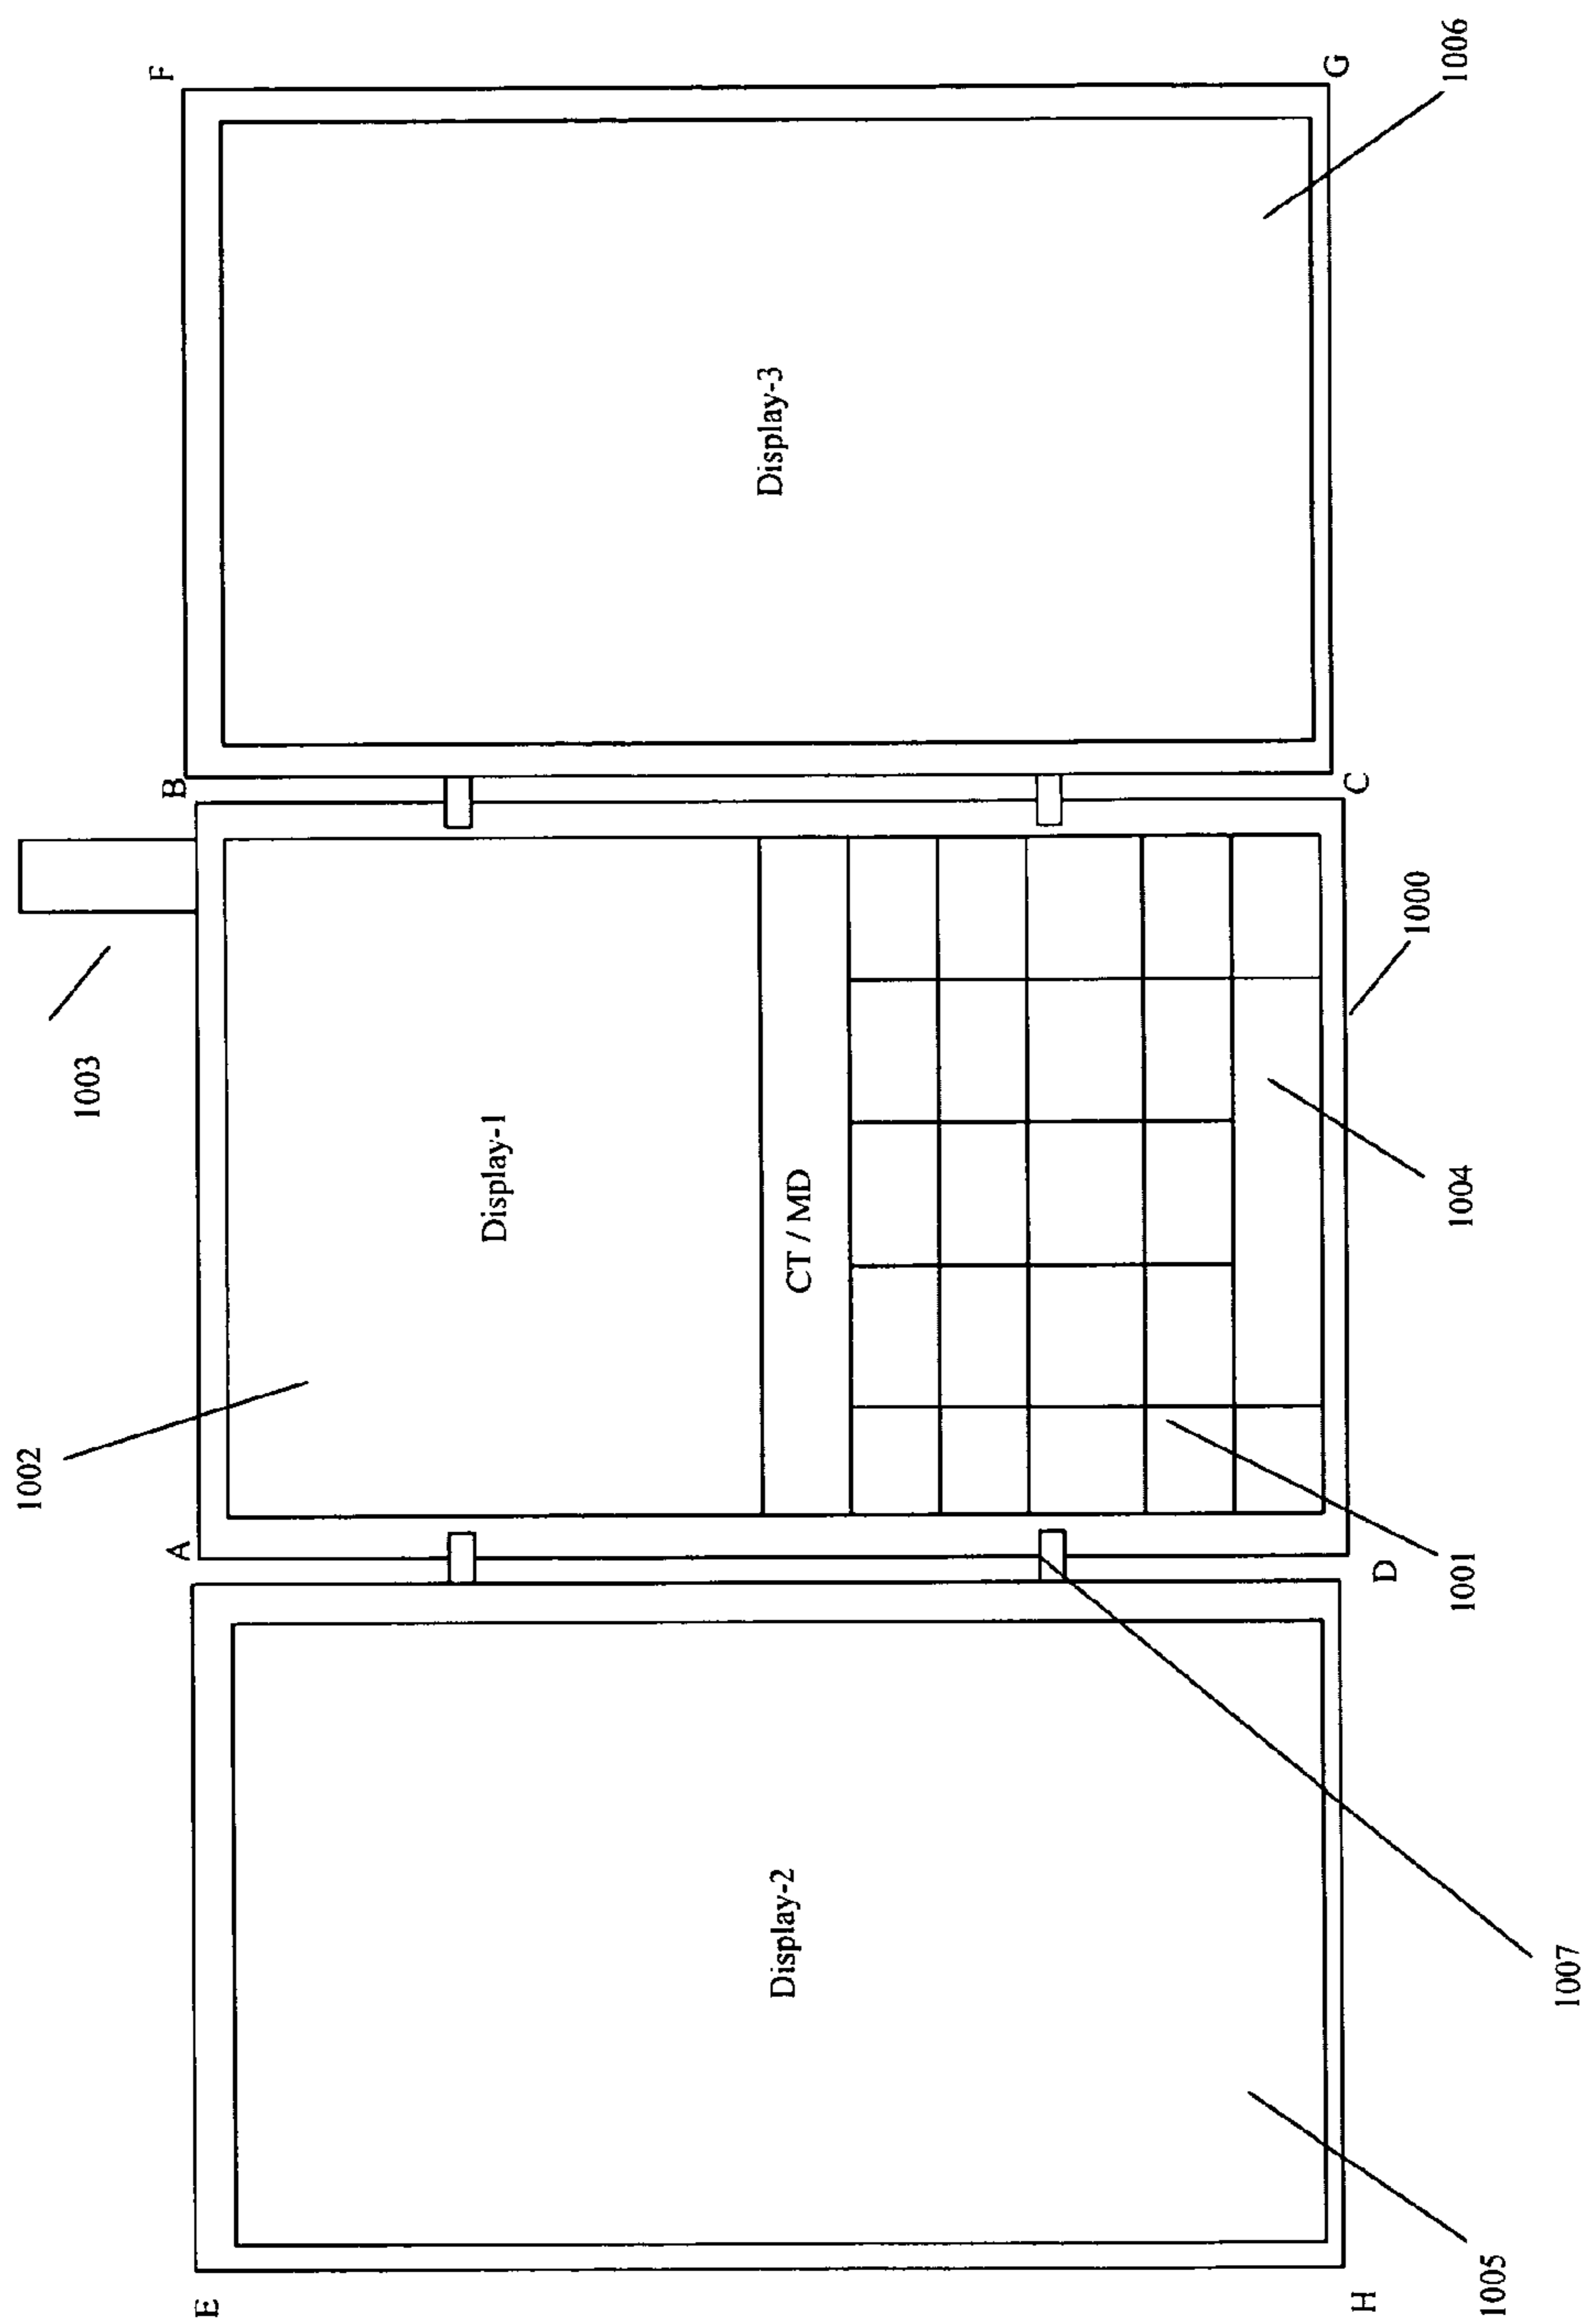 1002
1003
E
A
B
F
Display-1
Display-2
Display-3
CT / MD
H
D
C
G
1005
1001
1004
1000
1006
1007